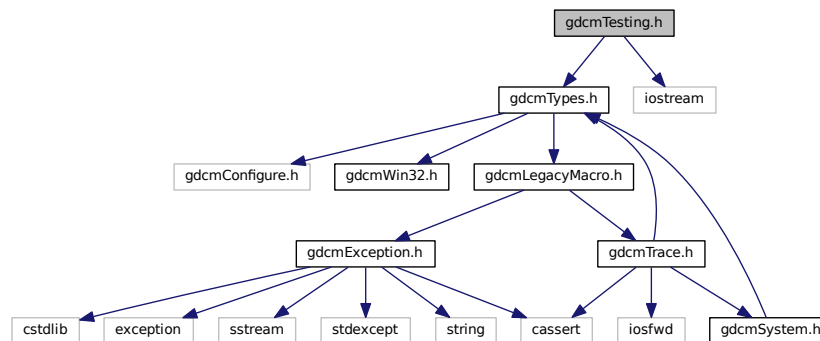 gdcmTesting.h
gdcmTypes.h
iostream
gdcmConfigure.h
gdcmWin32.h
gdcmLegacyMacro.h
gdcmException.h
gdcmTrace.h
cstdlib
exception
sstream
stdexcept
string
cassert
iosfwd
gdcmSystem.h